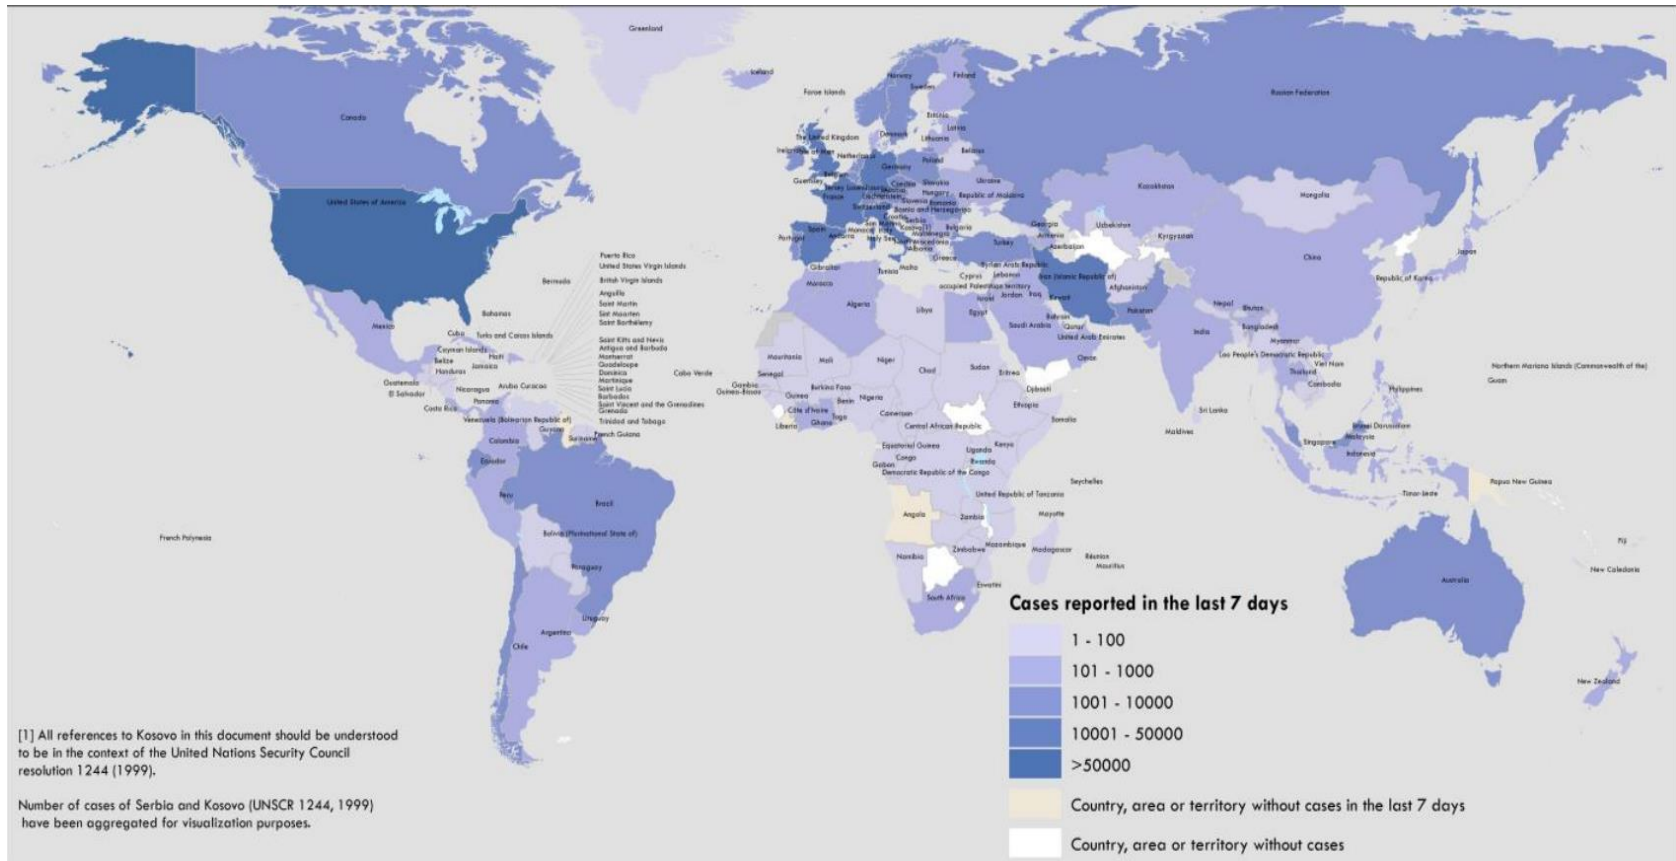 Greenland
Iceland
Faroe Islands
Norway
Sweden
Finland
Russian Federation
Canada
Estonia
Latvia
Lithuania
Denmark
The United Kingdom
Belarus
Netherlands
Germany
Poland
Guernsey
France
Slovakia
Hungary
Ukraine
Republic of Moldova
Romania
Bosnia and Herzegovina
Switzerland
Serbia
Kosovo[1]
Bulgaria
Albania
Spain
Portugal
Andorra
Greece
Turkey
Georgia
Armenia
Azerbaijan
Kazakhstan
Uzbekistan
Kyrgyzstan
Mongolia
China
Japan
Republic of Korea
United States of America
Bermuda
Puerto Rico
United States Virgin Islands
British Virgin Islands
Anguilla
Saint Martin
Sint Maarten
Saint Barthélemy
Saint Kitts and Nevis
Antigua and Barbuda
Montserrat
Guadeloupe
Dominica
Martinique
Saint Lucia
Barbados
Saint Vincent and the Grenadines
Grenada
Trinidad and Tobago
Gibraltar
Tunisia
Malta
Cyprus
Syrian Arab Republic
Lebanon
occupied Palestinian territory
Israel
Jordan
Iraq
Iran (Islamic Republic of)
Kuwait
Afghanistan
Pakistan
Morocco
Algeria
Libya
Egypt
Saudi Arabia
Bahrain
Qatar
United Arab Emirates
Oman
Nepal
Bhutan
India
Bangladesh
Myanmar
Lao People's Democratic Republic
Viet Nam
Thailand
Cambodia
Philippines
Northern Mariana Islands (Commonwealth of the)
Guam
Mexico
Bahamas
Cuba
Turks and Caicos Islands
Cayman Islands
Haiti
Belize
Jamaica
Honduras
Guatemala
El Salvador
Nicaragua
Aruba Curacao
Costa Rica
Panama
Venezuela (Bolivarian Republic of)
Guyana
Suriname
French Guiana
Colombia
Ecuador
Peru
Brazil
Bolivia (Plurinational State of)
Paraguay
Uruguay
Argentina
Chile
French Polynesia
Cabo Verde
Mauritania
Mali
Niger
Chad
Sudan
Eritrea
Djibouti
Senegal
Gambia
Guinea-Bissau
Guinea
Burkina Faso
Benin
Nigeria
Côte d'Ivoire
Ghana
Togo
Liberia
Cameroon
Central African Republic
Ethiopia
Somalia
Equatorial Guinea
Gabon
Congo
Democratic Republic of the Congo
Uganda
Kenya
Rwanda
United Republic of Tanzania
Seychelles
Angola
Zambia
Mayotte
Namibia
Zimbabwe
Mozambique
Madagascar
Réunion
Mauritius
Eswatini
South Africa
Sri Lanka
Maldives
Singapore
Brunei Darussalam
Malaysia
Indonesia
Timor-Leste
Papua New Guinea
Fiji
New Caledonia
Australia
New Zealand
Cases reported in the last 7 days
1 - 100
101 - 1000
1001 - 10000
10001 - 50000
>50000
Country, area or territory without cases in the last 7 days
Country, area or territory without cases
[1] All references to Kosovo in this document should be understood
to be in the context of the United Nations Security Council
resolution 1244 (1999).
Number of cases of Serbia and Kosovo (UNSCR 1244, 1999)
have been aggregated for visualization purposes.